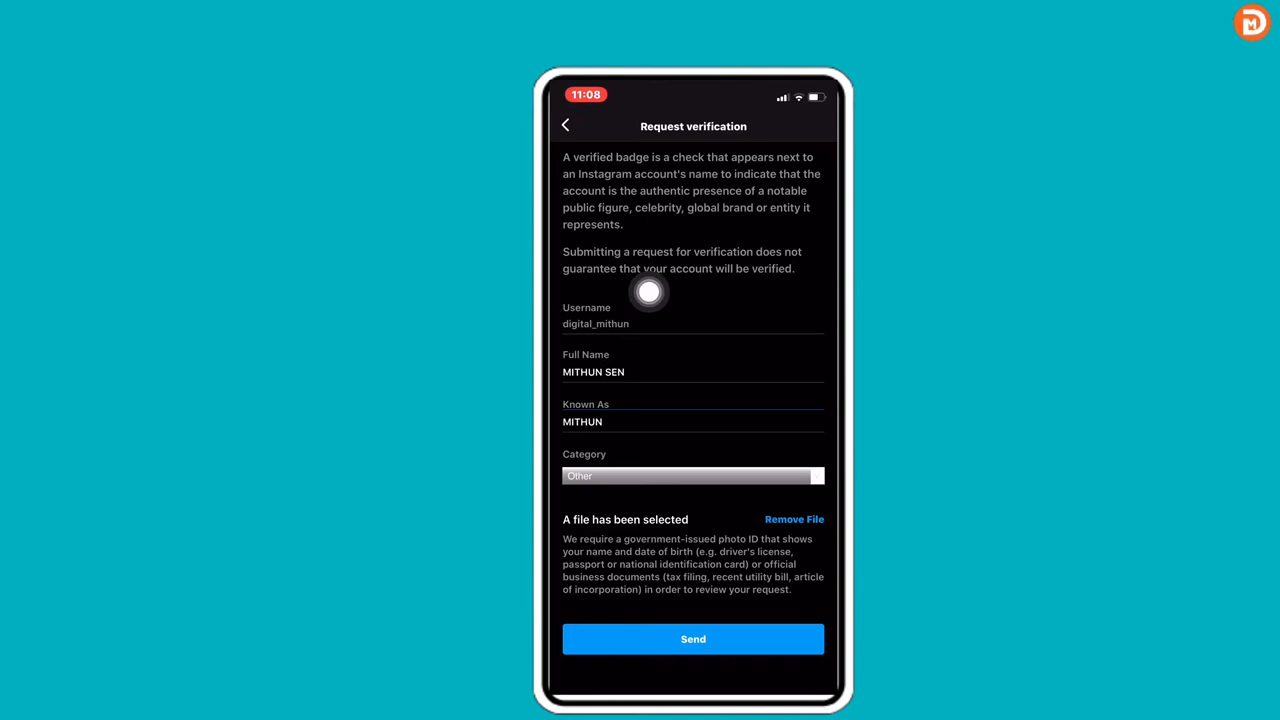 DM
11:08
Request verification
A verified badge is a check that appears next to
an Instagram account's name to indicate that the
account is the authentic presence of a notable
public figure, celebrity, global brand or entity it
represents.
Submitting a request for verification does not
guarantee that your account will be verified.
Username
digital_mithun
Full Name
MITHUN SEN
Known As
MITHUN
Category
Other
A file has been selected
Remove File
We require a government-issued photo ID that shows
your name and date of birth (e.g. driver's license,
passport or national identification card) or official
business documents (tax filing, recent utility bill, article
of incorporation) in order to review your request.
Send